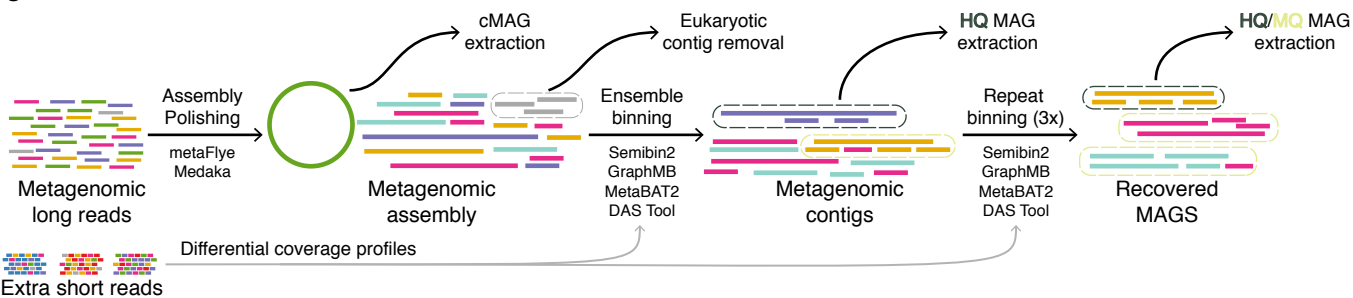 cMAG
extraction
Eukaryotic
contig removal
HQ MAG
extraction
HQ/MQ MAG
extraction
Assembly
Polishing
metaFlye
Medaka
Ensemble
binning
Semibin2
GraphMB
MetaBAT2
DAS Tool
Repeat
binning (3x)
Semibin2
GraphMB
MetaBAT2
DAS Tool
Metagenomic
long reads
Metagenomic
assembly
Metagenomic
contigs
Recovered
MAGS
Differential coverage profiles
Extra short reads